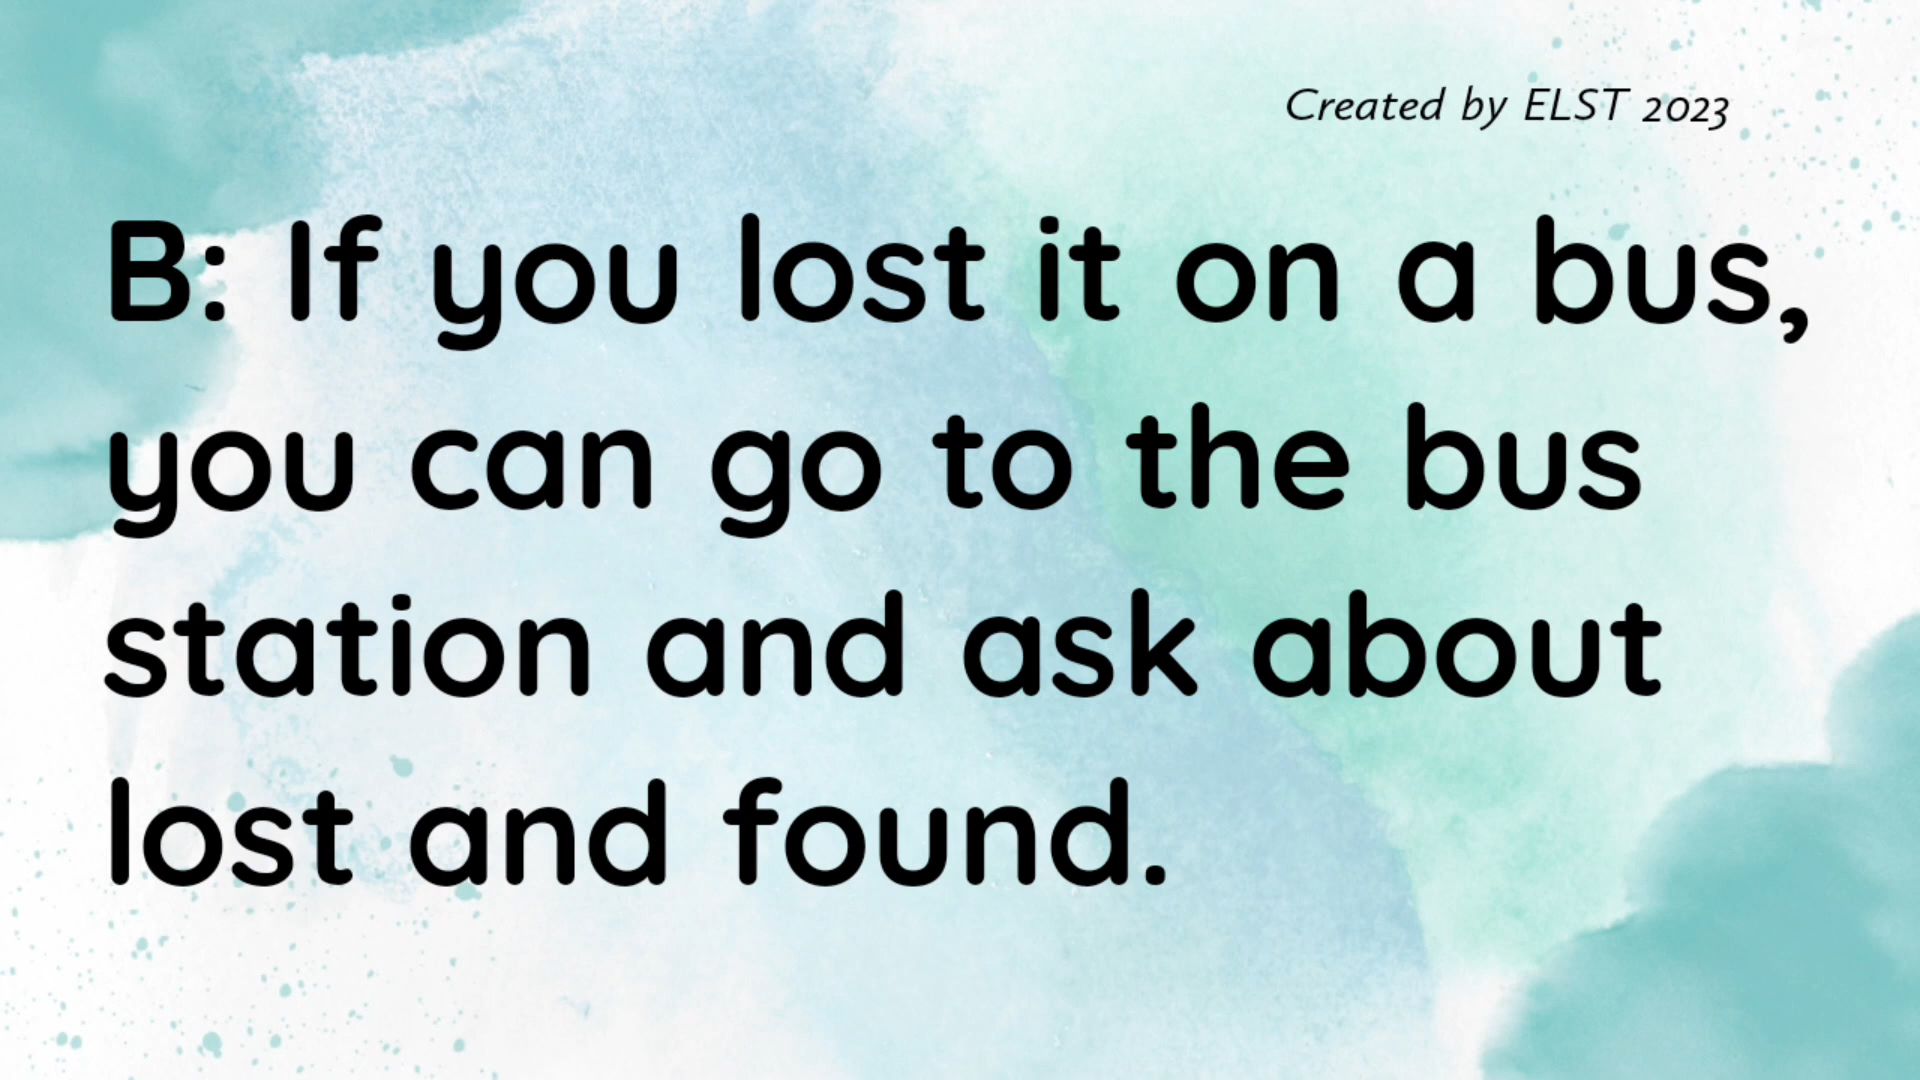 Created by ELST 2023
B: If you lost it on a bus,
you can go to the bus
station and ask about
lost and found.